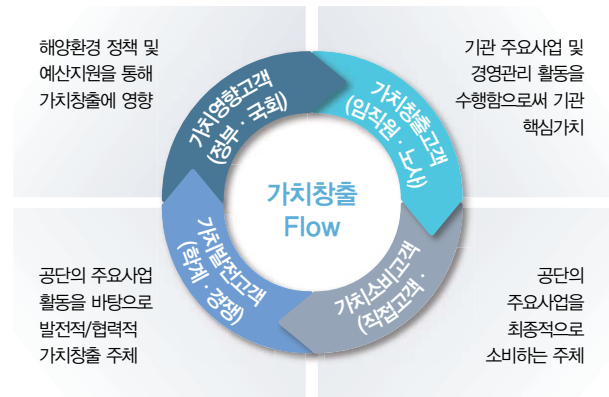 해양환경 정책 및
예산지원을 통해
가치창출에 영향
기관 주요사업 및
경영관리 활동을
수행함으로써 기관
핵심가치
가치영향고객
(정부 · 국회)
가치창출고객
(임직원 · 노사)
가치창출
Flow
가치발전고객
(학계 · 경쟁)
가치소비고객
(직접고객 ·
공단의 주요사업
활동을 바탕으로
발전적/협력적
가치창출 주체
공단의
주요사업을
최종적으로
소비하는 주체